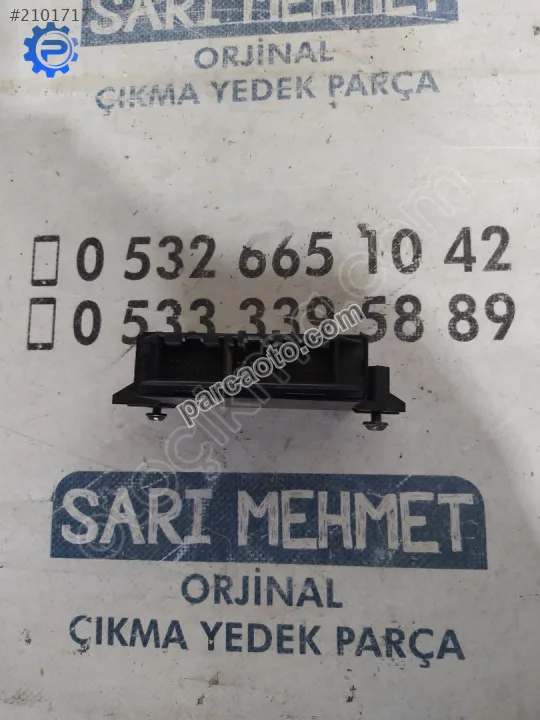 #2101717
SARI MEHMET
ORJİNAL
ÇIKMA YEDEK PARÇA
0 532 665 10 42
0 533 339 58 89
parcaoto.com
SARI MEHMET
ORJİNAL
ÇIKMA YEDEK PARÇA